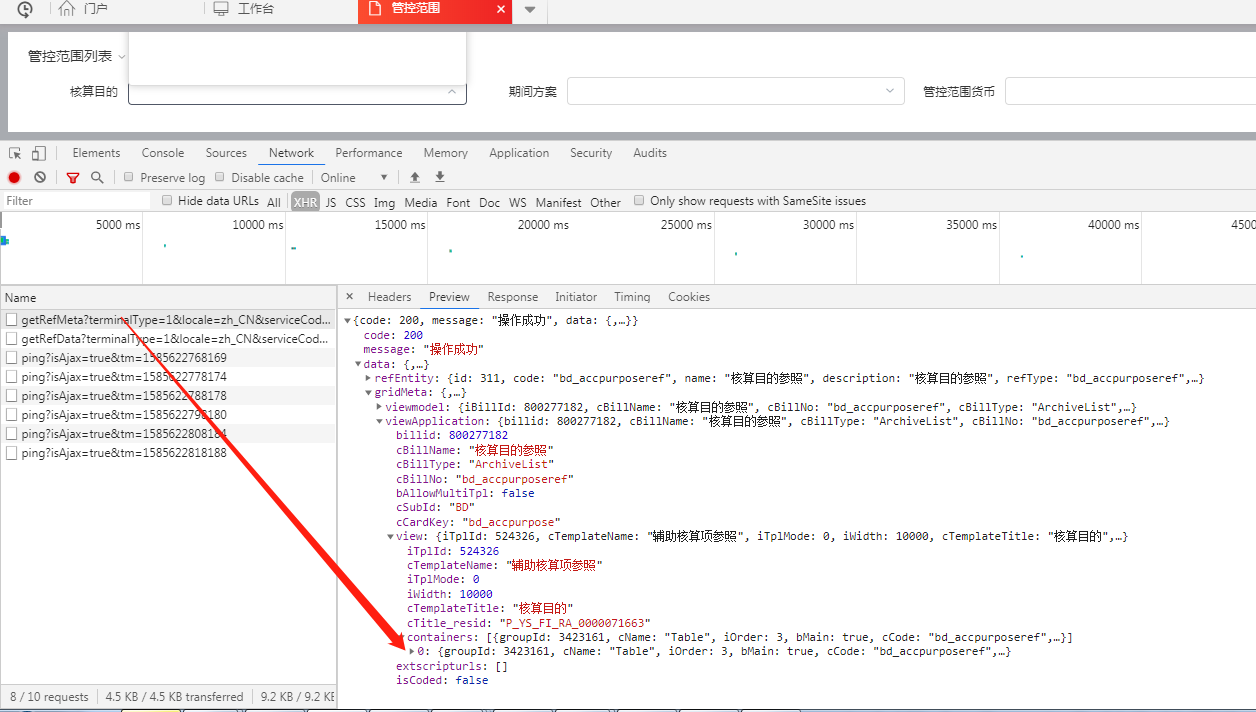 门户 工作台 管控范围 ×
管控范围列表
核算目的 期间方案 管控范围货币
Elements Console Sources Network Performance Memory Application Security Audits
Preserve log Disable cache Online ▼
Filter Hide data URLs All XHR JS CSS Img Media Font Doc WS Manifest Other Only show requests with SameSite issues
5000 ms 10000 ms 15000 ms 20000 ms 25000 ms 30000 ms 35000 ms 40000 ms 4500
Name
getRefMeta?terminalType=1&locale=zh_CN&serviceCod...
getRefData?terminalType=1&locale=zh_CN&serviceCod...
ping?isAjax=true&tm=1585622768169
ping?isAjax=true&tm=1585622778174
ping?isAjax=true&tm=1585622788178
ping?isAjax=true&tm=1585622798180
ping?isAjax=true&tm=1585622808184
ping?isAjax=true&tm=1585622818188
8 / 10 requests 4.5 KB / 4.5 KB transferred 9.2 KB / 9.2 KE
× Headers Preview Response Initiator Timing Cookies
▼{code: 200, message: "操作成功", data: {,…}}
code: 200
message: "操作成功"
▼data: {,…}
▶refEntity: {id: 311, code: "bd_accpurposeref", name: "核算目的参照", description: "核算目的参照", refType: "bd_accpurposeref",…}
▼gridMeta: {,…}
▶viewmodel: {iBillId: 800277182, cBillName: "核算目的参照", cBillNo: "bd_accpurposeref", cBillType: "ArchiveList",…}
▼viewApplication: {billid: 800277182, cBillName: "核算目的参照", cBillType: "ArchiveList", cBillNo: "bd_accpurposeref",…}
billid: 800277182
cBillName: "核算目的参照"
cBillType: "ArchiveList"
cBillNo: "bd_accpurposeref"
bAllowMultiTpl: false
cSubId: "BD"
cCardKey: "bd_accpurpose"
▼view: {iTplId: 524326, cTemplateName: "辅助核算项参照", iTplMode: 0, iWidth: 10000, cTemplateTitle: "核算目的",…}
iTplId: 524326
cTemplateName: "辅助核算项参照"
iTplMode: 0
iWidth: 10000
cTemplateTitle: "核算目的"
cTitle_resid: "P_YS_FI_RA_0000071663"
containers: [{groupId: 3423161, cName: "Table", iOrder: 3, bMain: true, cCode: "bd_accpurposeref",…}]
▶0: {groupId: 3423161, cName: "Table", iOrder: 3, bMain: true, cCode: "bd_accpurposeref",…}
extscripturls: []
isCoded: false